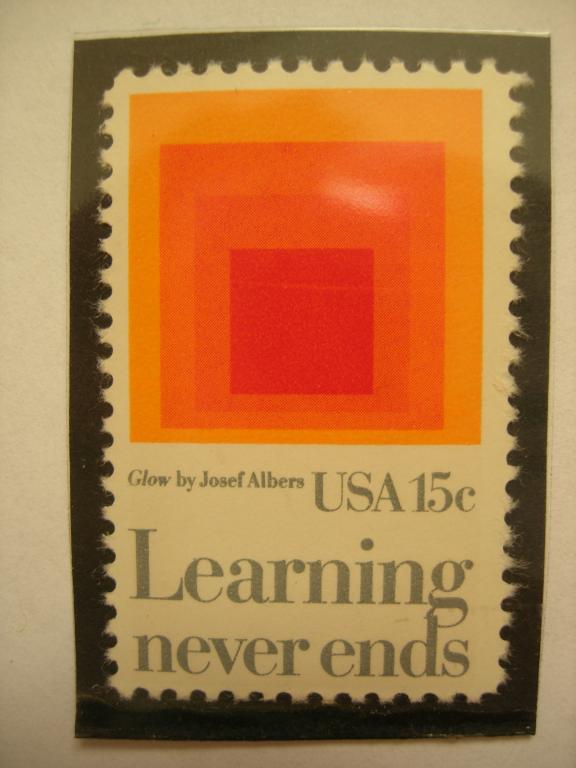 Glow by Josef Albers USA 15c
Learning
never ends